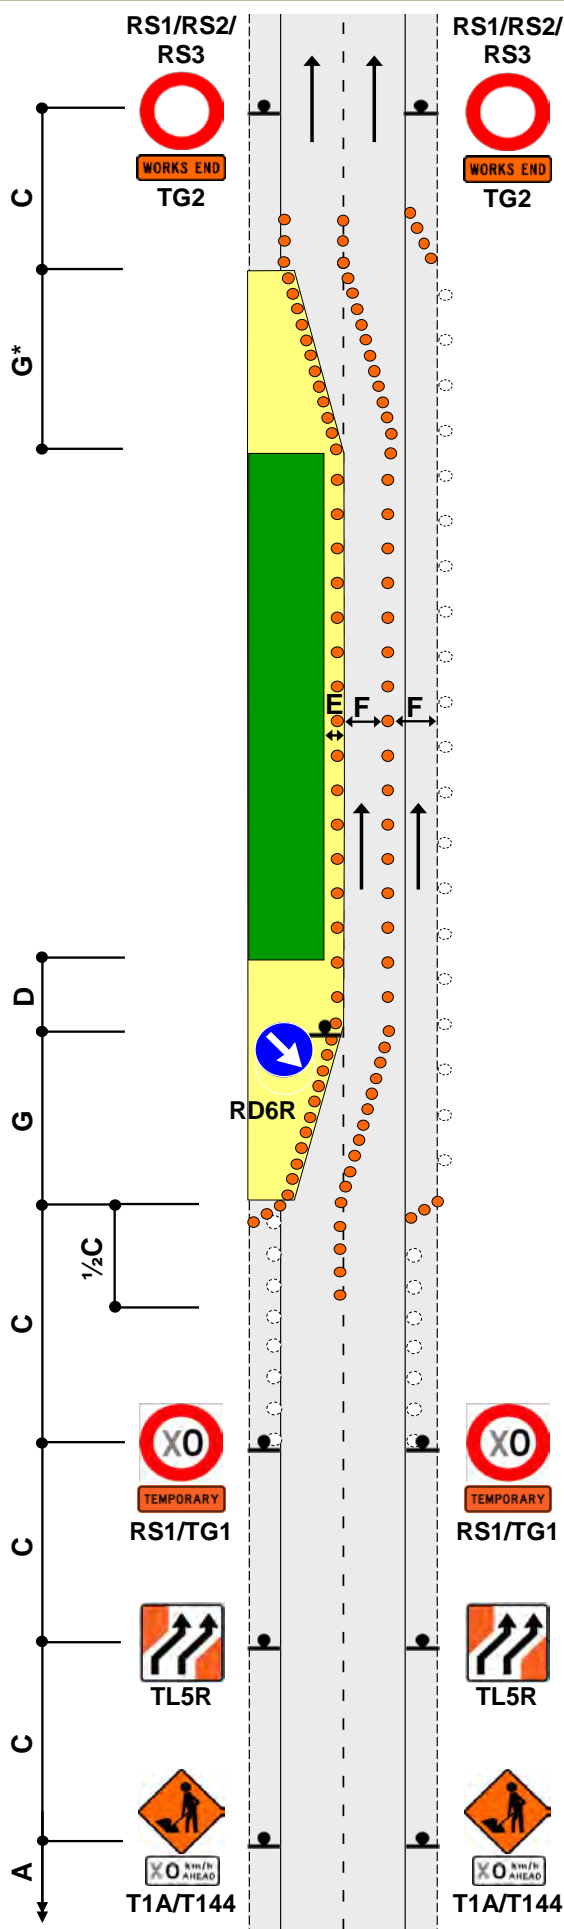 RS1/RS2/
RS3
RS1/RS2/
RS3
WORKS END
TG2
WORKS END
TG2
C
G*
E F F
D
RD6R
G
½C
C
X0
TEMPORARY
RS1/TG1
X0
TEMPORARY
RS1/TG1
C
TL5R
TL5R
C
X0 km/h
AHEAD
T1A/T144
X0 km/h
AHEAD
T1A/T144
A